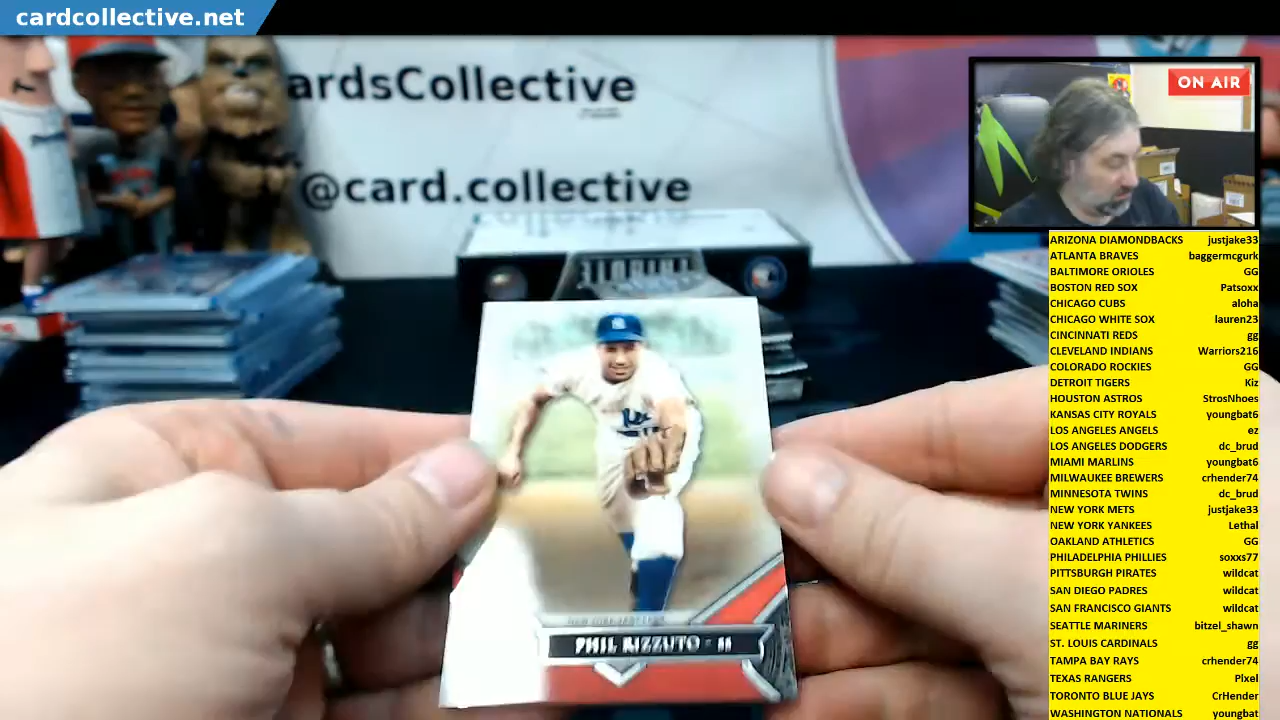 cardcollective.net
ardsCollective
@card.collective
ON AIR
ARIZONA DIAMONDBACKS justjake33
ATLANTA BRAVES baggermcgurk
BALTIMORE ORIOLES GG
BOSTON RED SOX Patsoxx
CHICAGO CUBS aloha
CHICAGO WHITE SOX lauren23
CINCINNATI REDS gg
CLEVELAND INDIANS Warriors216
COLORADO ROCKIES GG
DETROIT TIGERS Kiz
HOUSTON ASTROS StrosNhoes
KANSAS CITY ROYALS youngbat6
LOS ANGELES ANGELS ez
LOS ANGELES DODGERS dc_brud
MIAMI MARLINS youngbat6
MILWAUKEE BREWERS crhender74
MINNESOTA TWINS dc_brud
NEW YORK METS justjake33
NEW YORK YANKEES Lethal
OAKLAND ATHLETICS GG
PHILADELPHIA PHILLIES soxxs77
PITTSBURGH PIRATES wildcat
SAN DIEGO PADRES wildcat
SAN FRANCISCO GIANTS wildcat
SEATTLE MARINERS bitzel_shawn
ST. LOUIS CARDINALS gg
TAMPA BAY RAYS crhender74
TEXAS RANGERS Pixel
TORONTO BLUE JAYS CrHender
WASHINGTON NATIONALS youngbat
NEW YORK YANKEES
PHIL RIZZUTO - SS